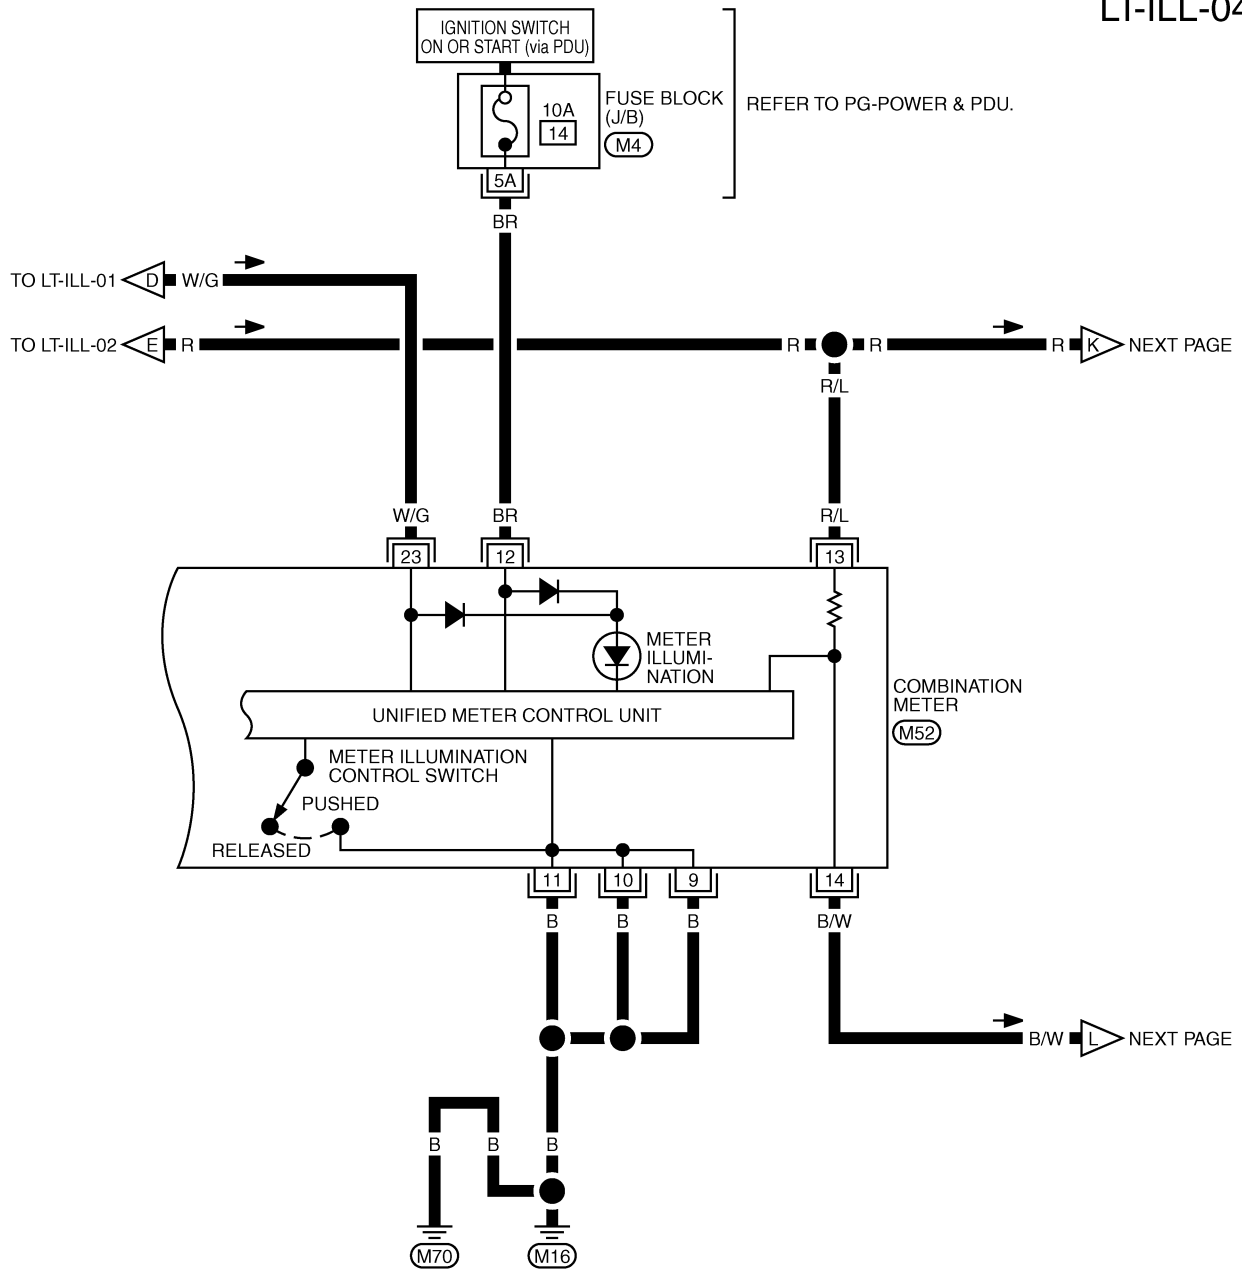 LT-ILL-04
IGNITION SWITCH
ON OR START (via PDU)
10A
14
FUSE BLOCK
(J/B)
M4
REFER TO PG-POWER & PDU.
5A
BR
TO LT-ILL-01
D
W/G
TO LT-ILL-02
E
R
R
R
R
K
NEXT PAGE
R/L
W/G
BR
R/L
23
12
13
METER
ILLUMI-
NATION
COMBINATION
METER
M52
UNIFIED METER CONTROL UNIT
METER ILLUMINATION
CONTROL SWITCH
PUSHED
RELEASED
11
10
9
14
B
B
B
B/W
B/W
L
NEXT PAGE
B
B
B
M70
M16